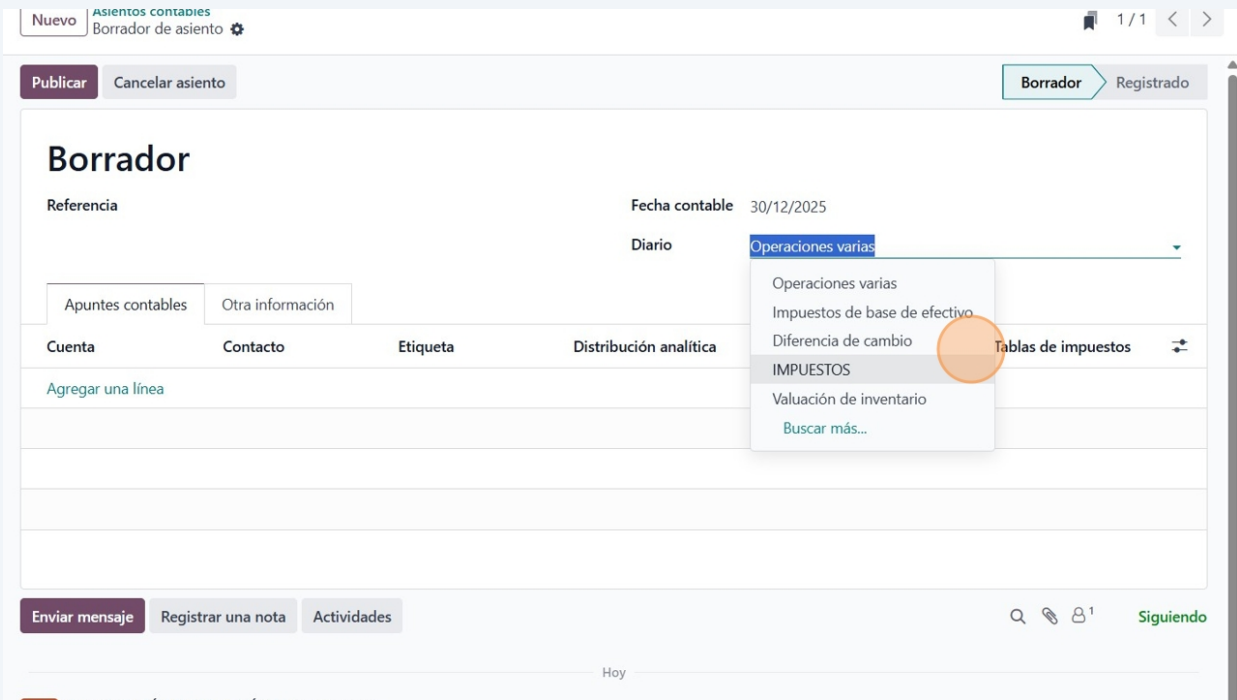 Nuevo
Asientos contables
Borrador de asiento
1 / 1
Publicar
Cancelar asiento
Borrador
Registrado
Borrador
Referencia
Fecha contable 30/12/2025
Diario Operaciones varias
Operaciones varias
Impuestos de base de efectivo
Diferencia de cambio
IMPUESTOS
Valuación de inventario
Buscar más...
Apuntes contables
Otra información
Cuenta Contacto Etiqueta Distribución analítica Tablas de impuestos
Agregar una línea
Enviar mensaje
Registrar una nota
Actividades
1
Siguiendo
Hoy